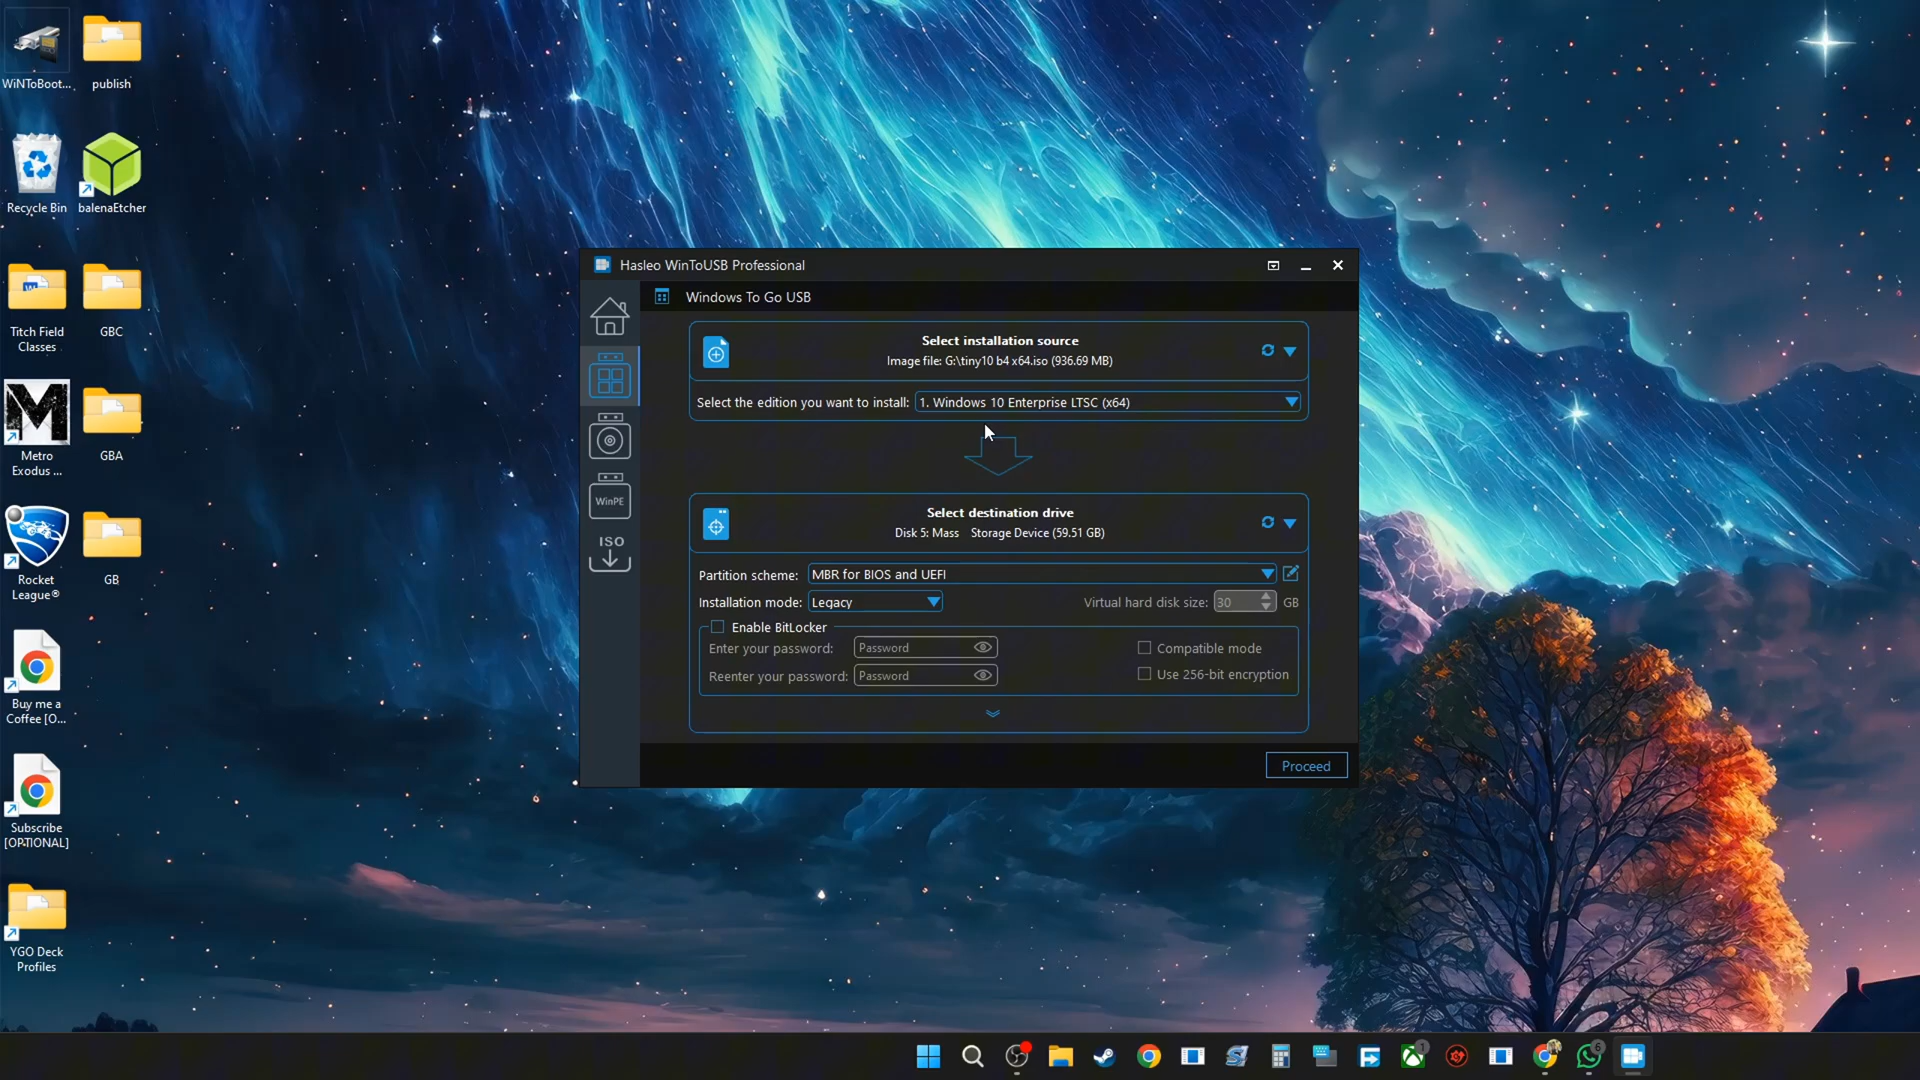 WiNToBoot...
publish
Recycle Bin
balenaEtcher
Titch Field
Classes
GBC
Metro
Exodus ...
GBA
Rocket
League®
GB
Buy me a
Coffee [O...
Subscribe
[OPTIONAL]
YGO Deck
Profiles
Hasleo WinToUSB Professional
Windows To Go USB
WinPE
ISO
Select installation source
Image file: G:\tiny10 b4 x64.iso (936.69 MB)
Select the edition you want to install: 1. Windows 10 Enterprise LTSC (x64)
Select destination drive
Disk 5: Mass Storage Device (59.51 GB)
Partition scheme: MBR for BIOS and UEFI
Installation mode: Legacy Virtual hard disk size: 30 GB
Enable BitLocker
Enter your password: Password Compatible mode
Reenter your password: Password Use 256-bit encryption
Proceed
1
6